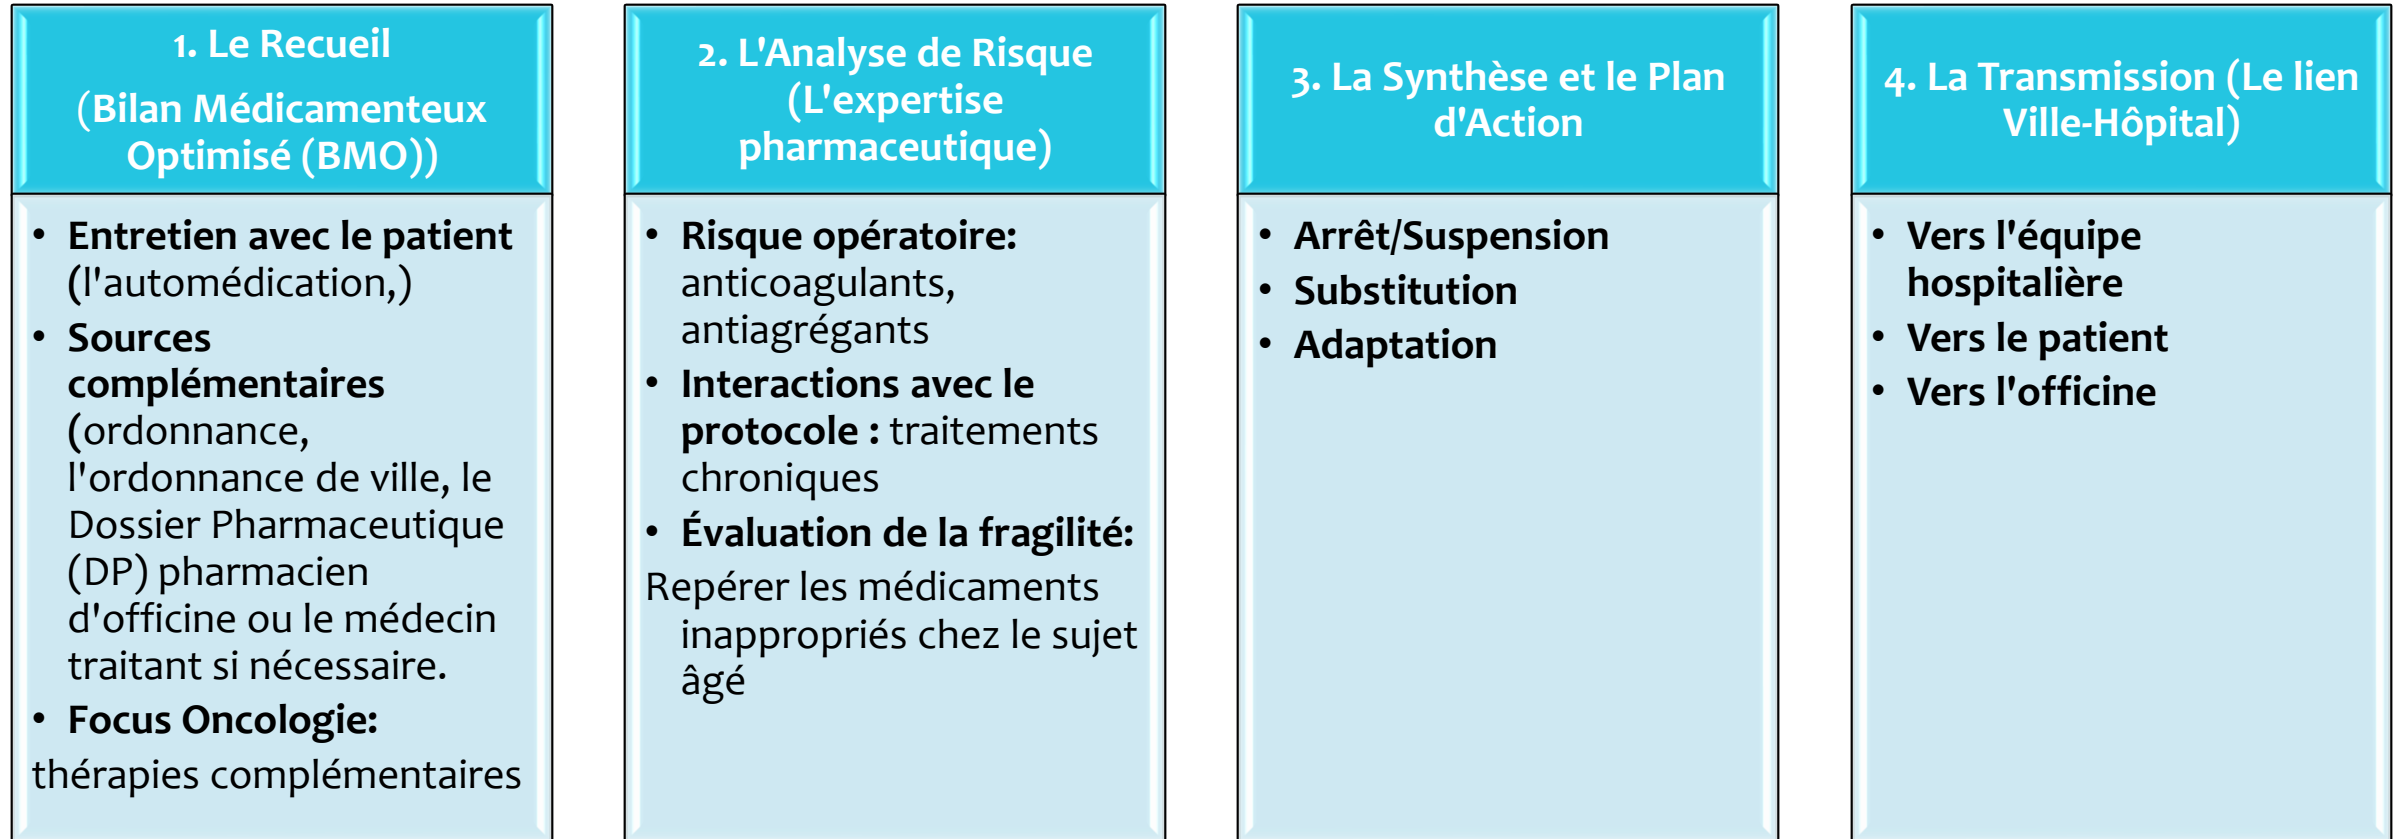 1. Le Recueil
(Bilan Médicamenteux
Optimisé (BMO))
• Entretien avec le patient
(l'automédication,)
• Sources
complémentaires
(ordonnance,
l'ordonnance de ville, le
Dossier Pharmaceutique
(DP) pharmacien
d'officine ou le médecin
traitant si nécessaire.
• Focus Oncologie:
thérapies complémentaires
2. L'Analyse de Risque
(L'expertise
pharmaceutique)
• Risque opératoire:
anticoagulants,
antiagrégants
• Interactions avec le
protocole : traitements
chroniques
• Évaluation de la fragilité:
Repérer les médicaments
inappropriés chez le sujet
âgé
3. La Synthèse et le Plan
d'Action
• Arrêt/Suspension
• Substitution
• Adaptation
4. La Transmission (Le lien
Ville-Hôpital)
• Vers l'équipe
hospitalière
• Vers le patient
• Vers l'officine